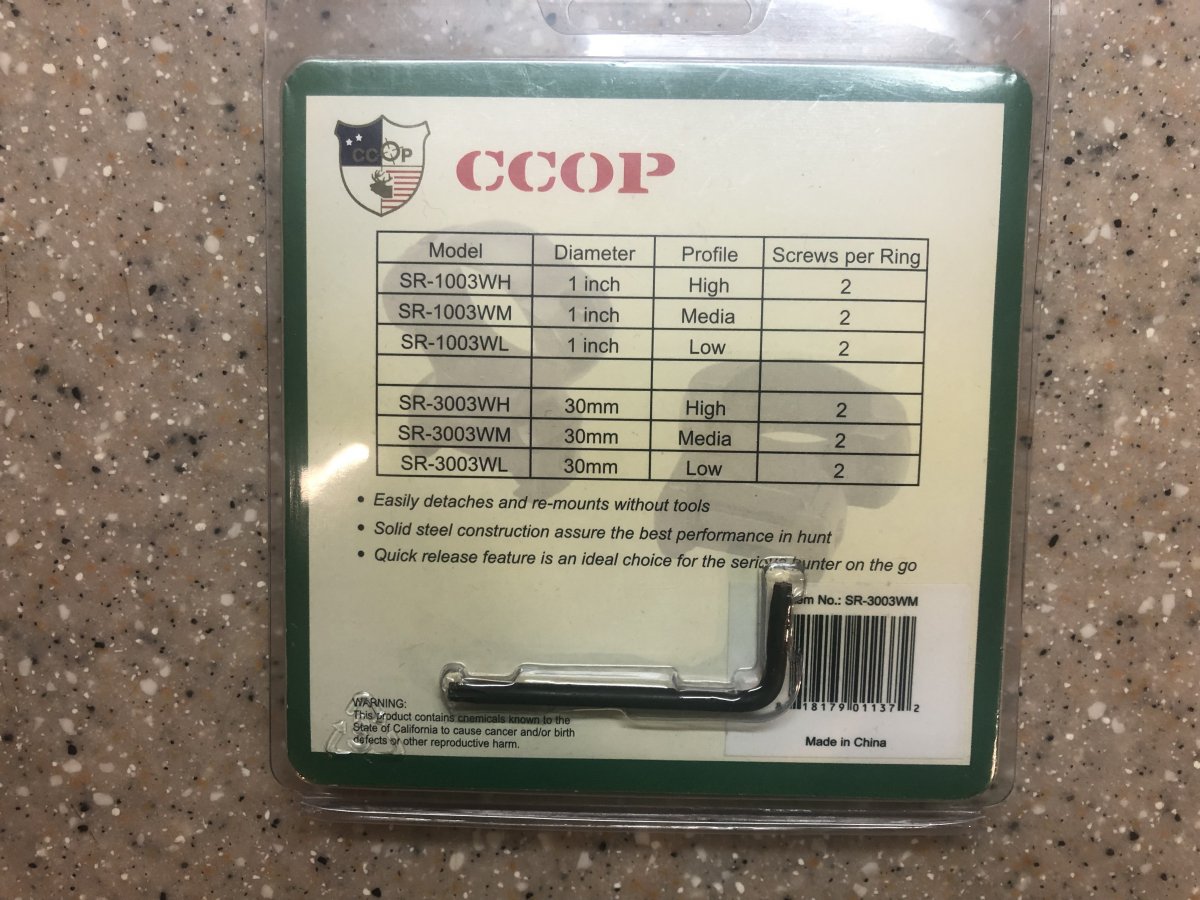 CCOP
CCOP
Model Diameter Profile Screws per Ring
SR-1003WH 1 inch High 2
SR-1003WM 1 inch Media 2
SR-1003WL 1 inch Low 2
SR-3003WH 30mm High 2
SR-3003WM 30mm Media 2
SR-3003WL 30mm Low 2
• Easily detaches and re-mounts without tools
• Solid steel construction assure the best performance in hunt
• Quick release feature is an ideal choice for the serious hunter on the go
Item No.: SR-3003WM
8 18179 01137 2
Made in China
WARNING:
This product contains chemicals known to the
State of California to cause cancer and/or birth
defects or other reproductive harm.